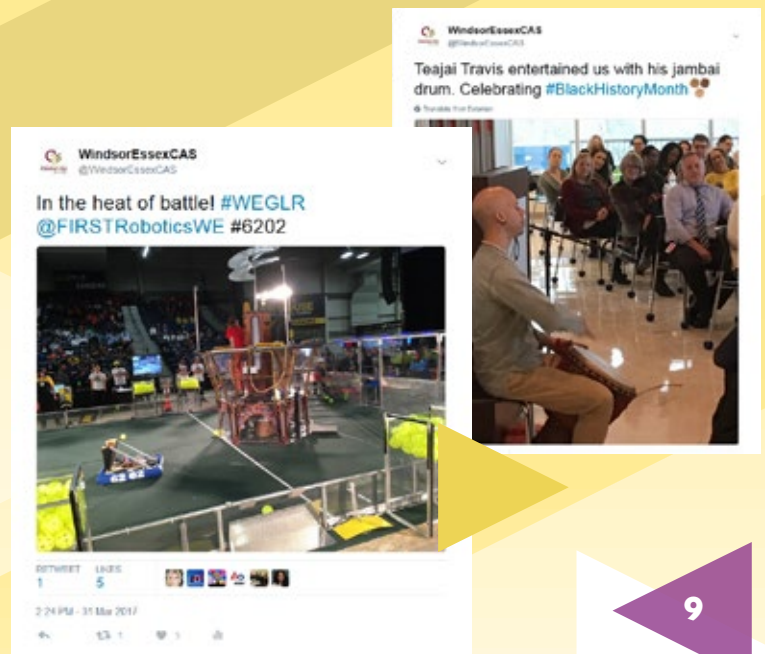 WindsorEssexCAS
@WindsorEssexCAS
Teajai Travis entertained us with his jambai
drum. Celebrating #BlackHistoryMonth
WindsorEssexCAS
@WindsorEssexCAS
In the heat of battle! #WEGLR
@FIRSTRoboticsWE #6202
RETWEET LIKES
1 5
2:24 PM - 31 Mar 2017
1
9